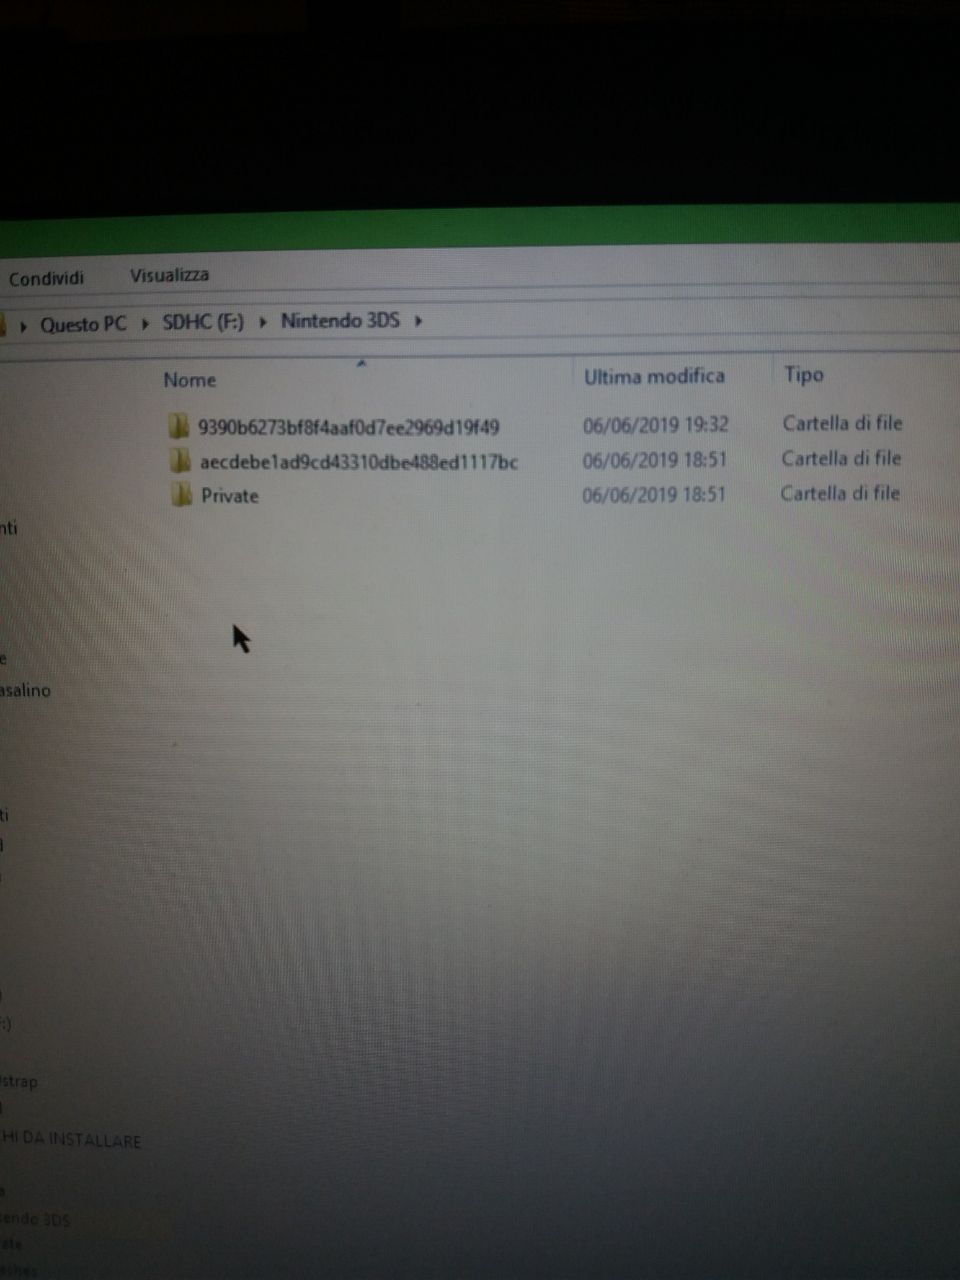 Condividi Visualizza
Questo PC SDHC (F:) Nintendo 3DS
Nome Ultima modifica Tipo
9390b6273bf8f4aaf0d7ee2969d19f49 06/06/2019 19:32 Cartella di file
aecdebe1ad9cd43310dbe488ed1117bc 06/06/2019 18:51 Cartella di file
Private 06/06/2019 18:51 Cartella di file
nti
e
asalino
ti
:)
strap
HI DA INSTALLARE
endo 3DS
ate